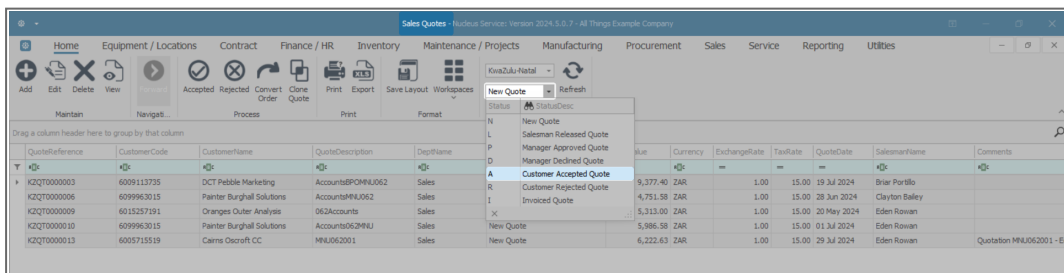 Sales Quotes - Nucleus Service: Version 2024.5.0.7 - All Things Example Company
Home Equipment / Locations Contract Finance / HR Inventory Maintenance / Projects Manufacturing Procurement Sales Service Reporting Utilities
KwaZulu-Natal
Add Edit Delete View Forward Accepted Rejected Convert Order Clone Quote Print Export Save Layout Workspaces New Quote Refresh
Maintain Navigati... Process Print Format
Status StatusDesc
N New Quote
L Salesman Released Quote
P Manager Approved Quote
D Manager Declined Quote
A Customer Accepted Quote
R Customer Rejected Quote
I Invoiced Quote
Drag a column header here to group by that column
QuoteReference CustomerCode CustomerName QuoteDescription DeptName Currency ExchangeRate TaxRate QuoteDate SalesmanName Comments
KZQT0000003 6009113735 DCT Pebble Marketing AccountsBPOMNU062 Sales 9,377.40 ZAR 1.00 15.00 19 Jul 2024 Briar Portillo
KZQT0000006 6099963015 Painter Burghall Solutions Accounts062MNU Sales 4,751.58 ZAR 1.00 15.00 28 Jun 2024 Clayton Bailey
KZQT0000009 6015257191 Oranges Outer Analysis 062Accounts Sales 5,313.00 ZAR 1.00 15.00 20 May 2024 Eden Rowan
KZQT0000010 6099963015 Painter Burghall Solutions Accounts062MNU Sales New Quote 5,986.58 ZAR 1.00 15.00 01 Jul 2024 Eden Rowan
KZQT0000013 6005715519 Cairns Oscroft CC MNU062001 Sales New Quote 6,222.63 ZAR 1.00 15.00 29 Jul 2024 Eden Rowan Quotation MNU062001 - E